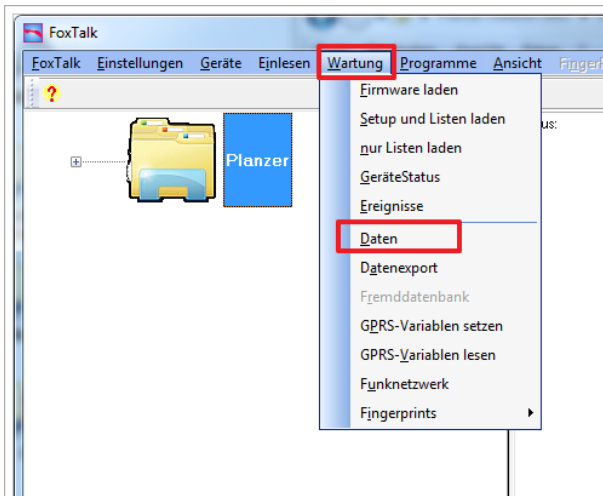 FoxTalk
FoxTalk Einstellungen Geräte Einlesen Wartung Programme Ansicht
Planzer
Firmware laden
Setup und Listen laden
nur Listen laden
GeräteStatus
Ereignisse
Daten
Datenexport
Fremddatenbank
GPRS-Variablen setzen
GPRS-Variablen lesen
Funknetzwerk
Fingerprints
us: